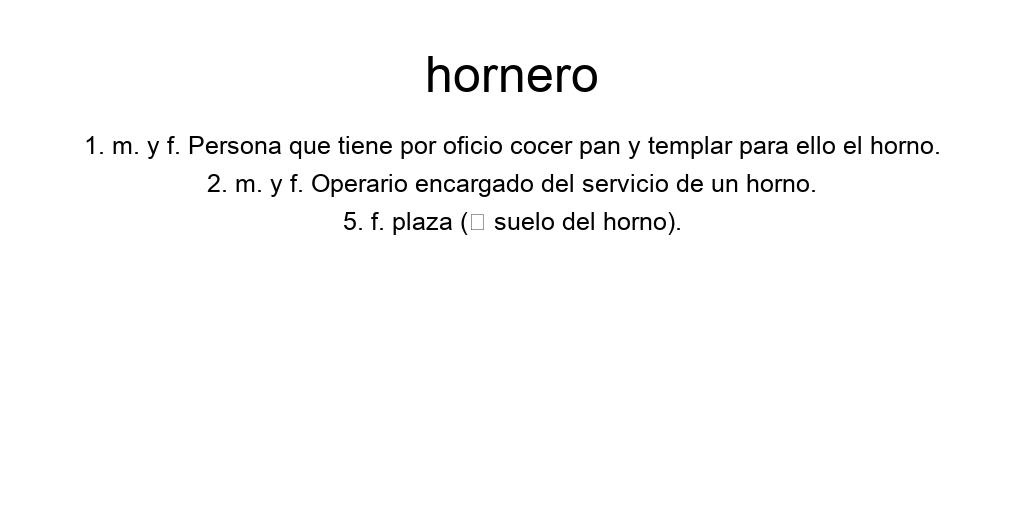 hornero
1. m. y f. Persona que tiene por oficio cocer pan y templar para ello el horno.
2. m. y f. Operario encargado del servicio de un horno.
5. f. plaza (□ suelo del horno).